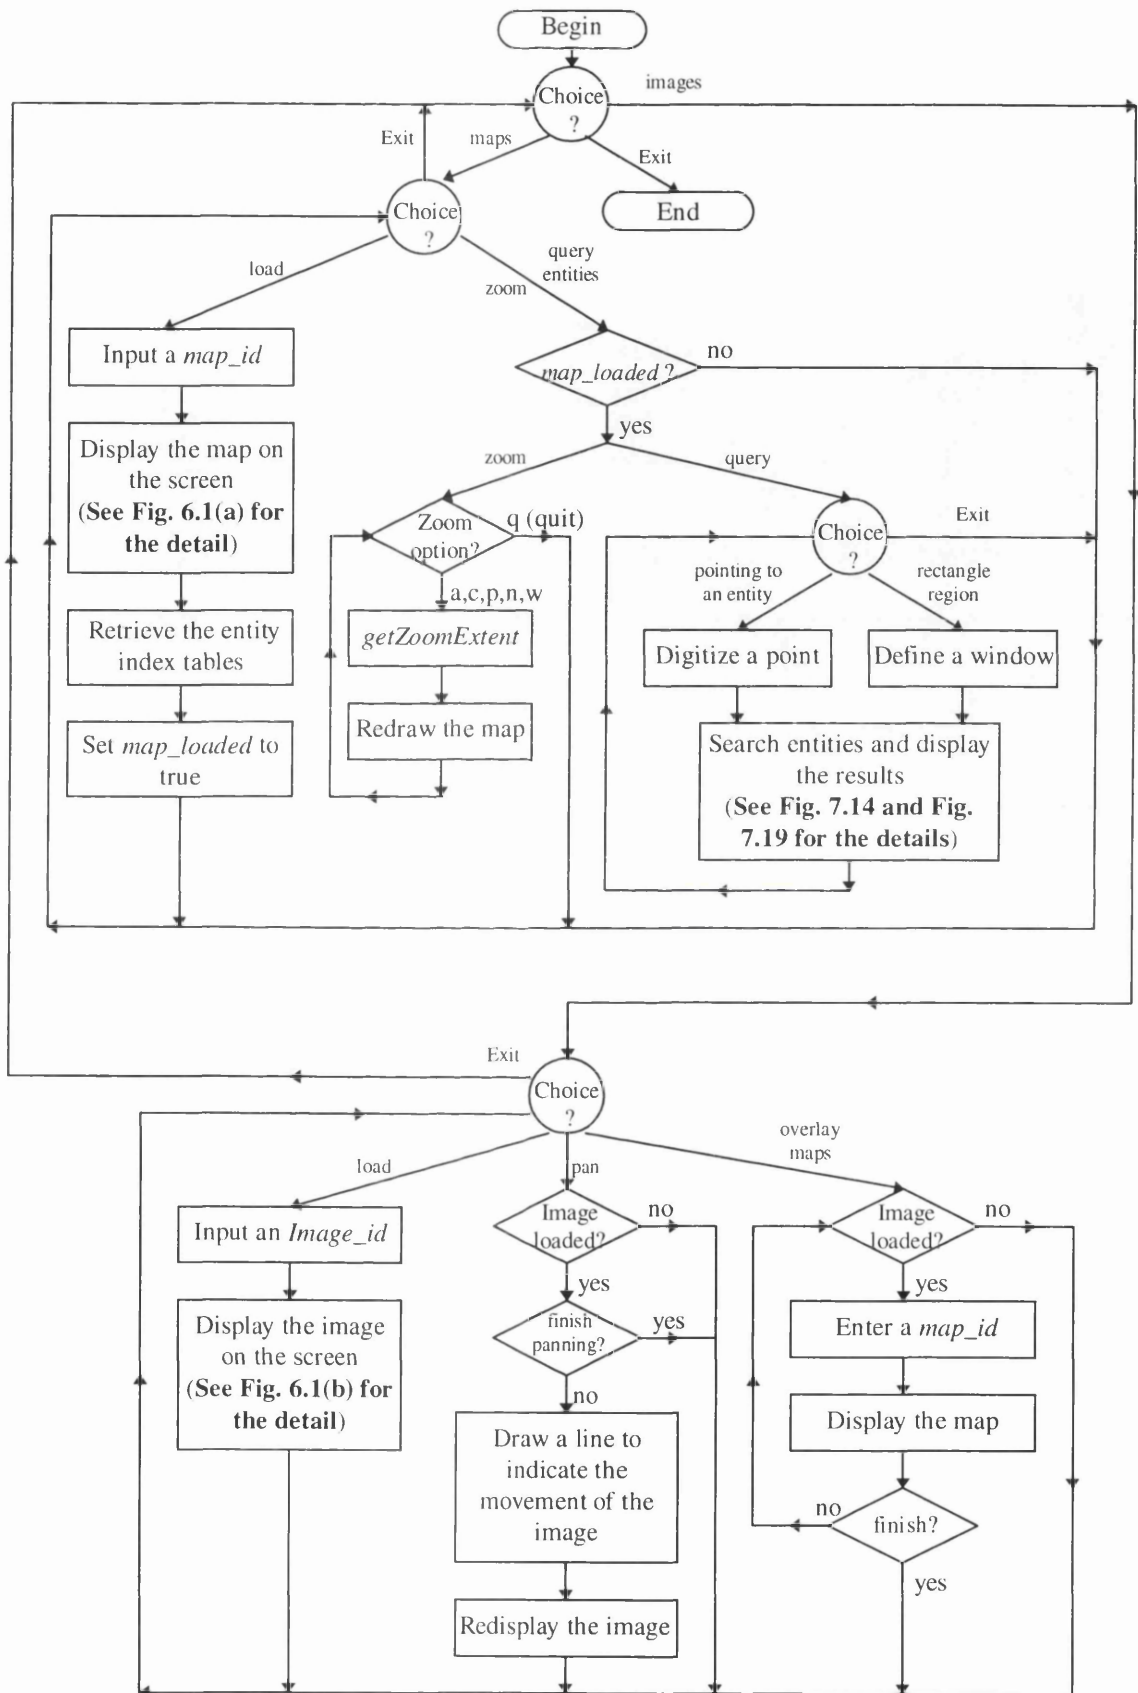 Begin
Choice
?
images
Exit
maps
Exit
End
Choice
?
load
query
entities
zoom
Input a map_id
map_loaded ?
no
yes
Display the map on
the screen
(See Fig. 6.1(a) for
the detail)
zoom
query
Zoom
option?
q (quit)
Choice
?
Exit
a,c,p,n,w
pointing to
an entity
rectangle
region
Retrieve the entity
index tables
getZoomExtent
Digitize a point
Define a window
Set map_loaded to
true
Redraw the map
Search entities and display
the results
(See Fig. 7.14 and Fig.
7.19 for the details)
Exit
Choice
?
load
pan
overlay
maps
Input an Image_id
Image
loaded?
no
Image
loaded?
no
yes
yes
Display the image
on the screen
(See Fig. 6.1(b) for
the detail)
finish
panning?
yes
Enter a map_id
no
Display the map
Draw a line to
indicate the
movement of the
image
no
finish?
yes
Redisplay the image